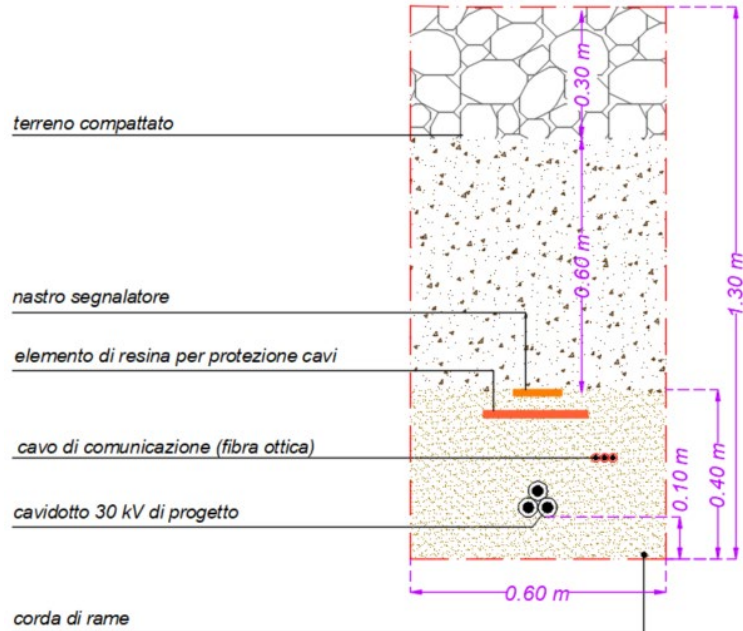 0.30 m
terreno compattato
0.60 m
1.30 m
nastro segnalatore
elemento di resina per protezione cavi
cavo di comunicazione (fibra ottica)
0.10 m
0.40 m
cavidotto 30 kV di progetto
0.60 m
corda di rame